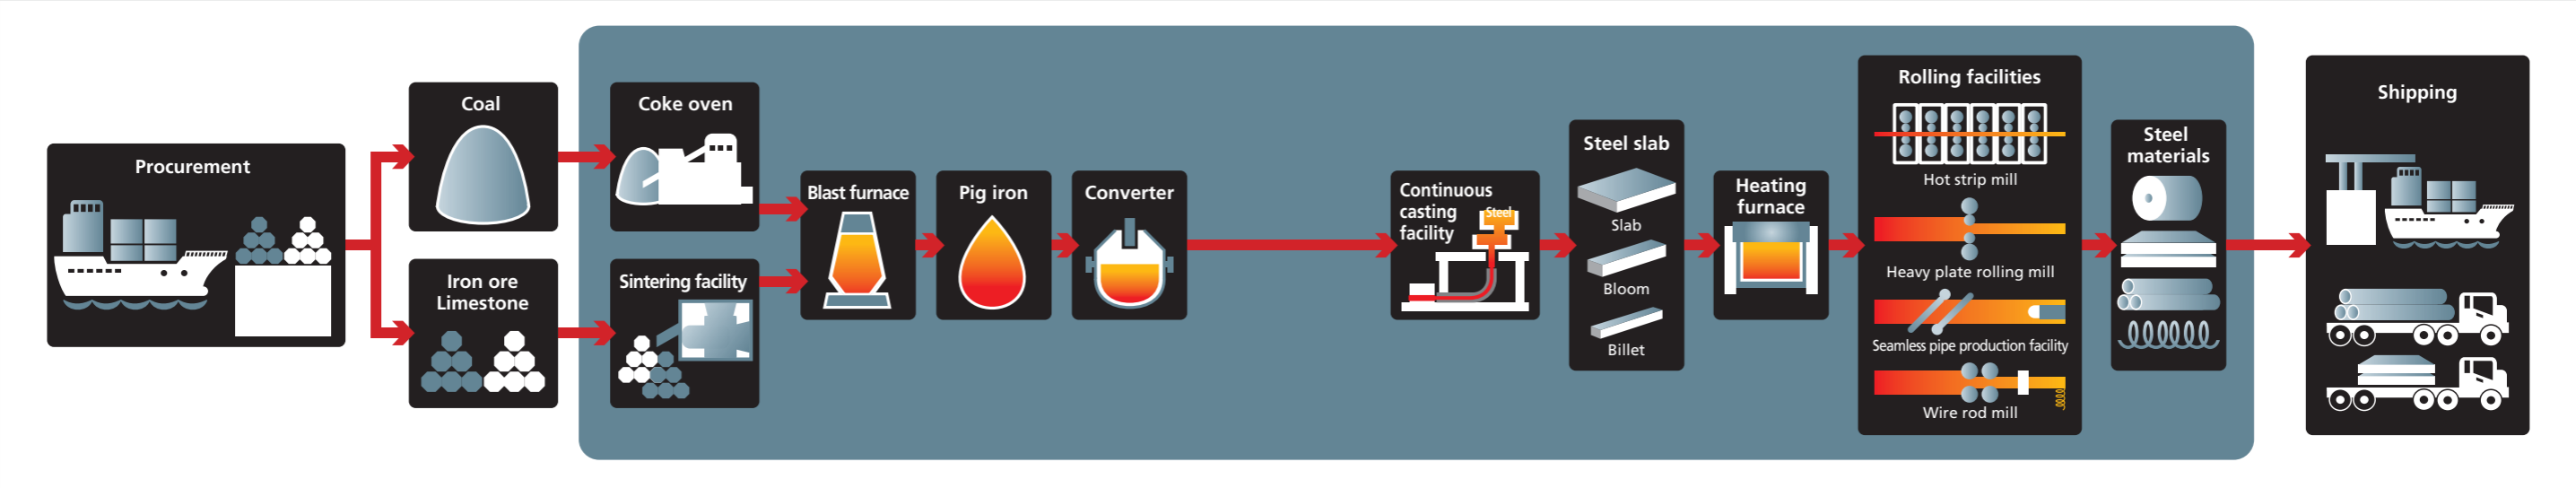 Procurement
Coal
Iron ore
Limestone
Coke oven
Sintering facility
Blast furnace
Pig iron
Converter
Continuous
casting
facility
Steel
Steel slab
Slab
Bloom
Billet
Heating
furnace
Rolling facilities
Hot strip mill
Heavy plate rolling mill
Seamless pipe production facility
Wire rod mill
Steel
materials
Shipping